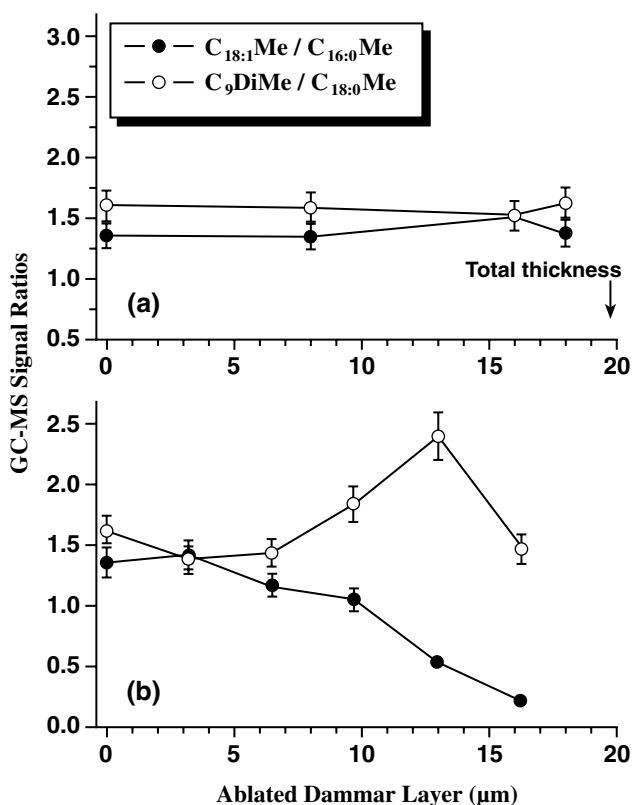 3.0
2.5
2.0
1.5
1.0
0.5
C18:1Me / C16:0Me
C9DiMe / C18:0Me
Total thickness
(a)
0 5 10 15 20
GC-MS Signal Ratios
2.5
2.0
1.5
1.0
0.5
0.0
(b)
0 5 10 15 20
Ablated Dammar Layer (µm)